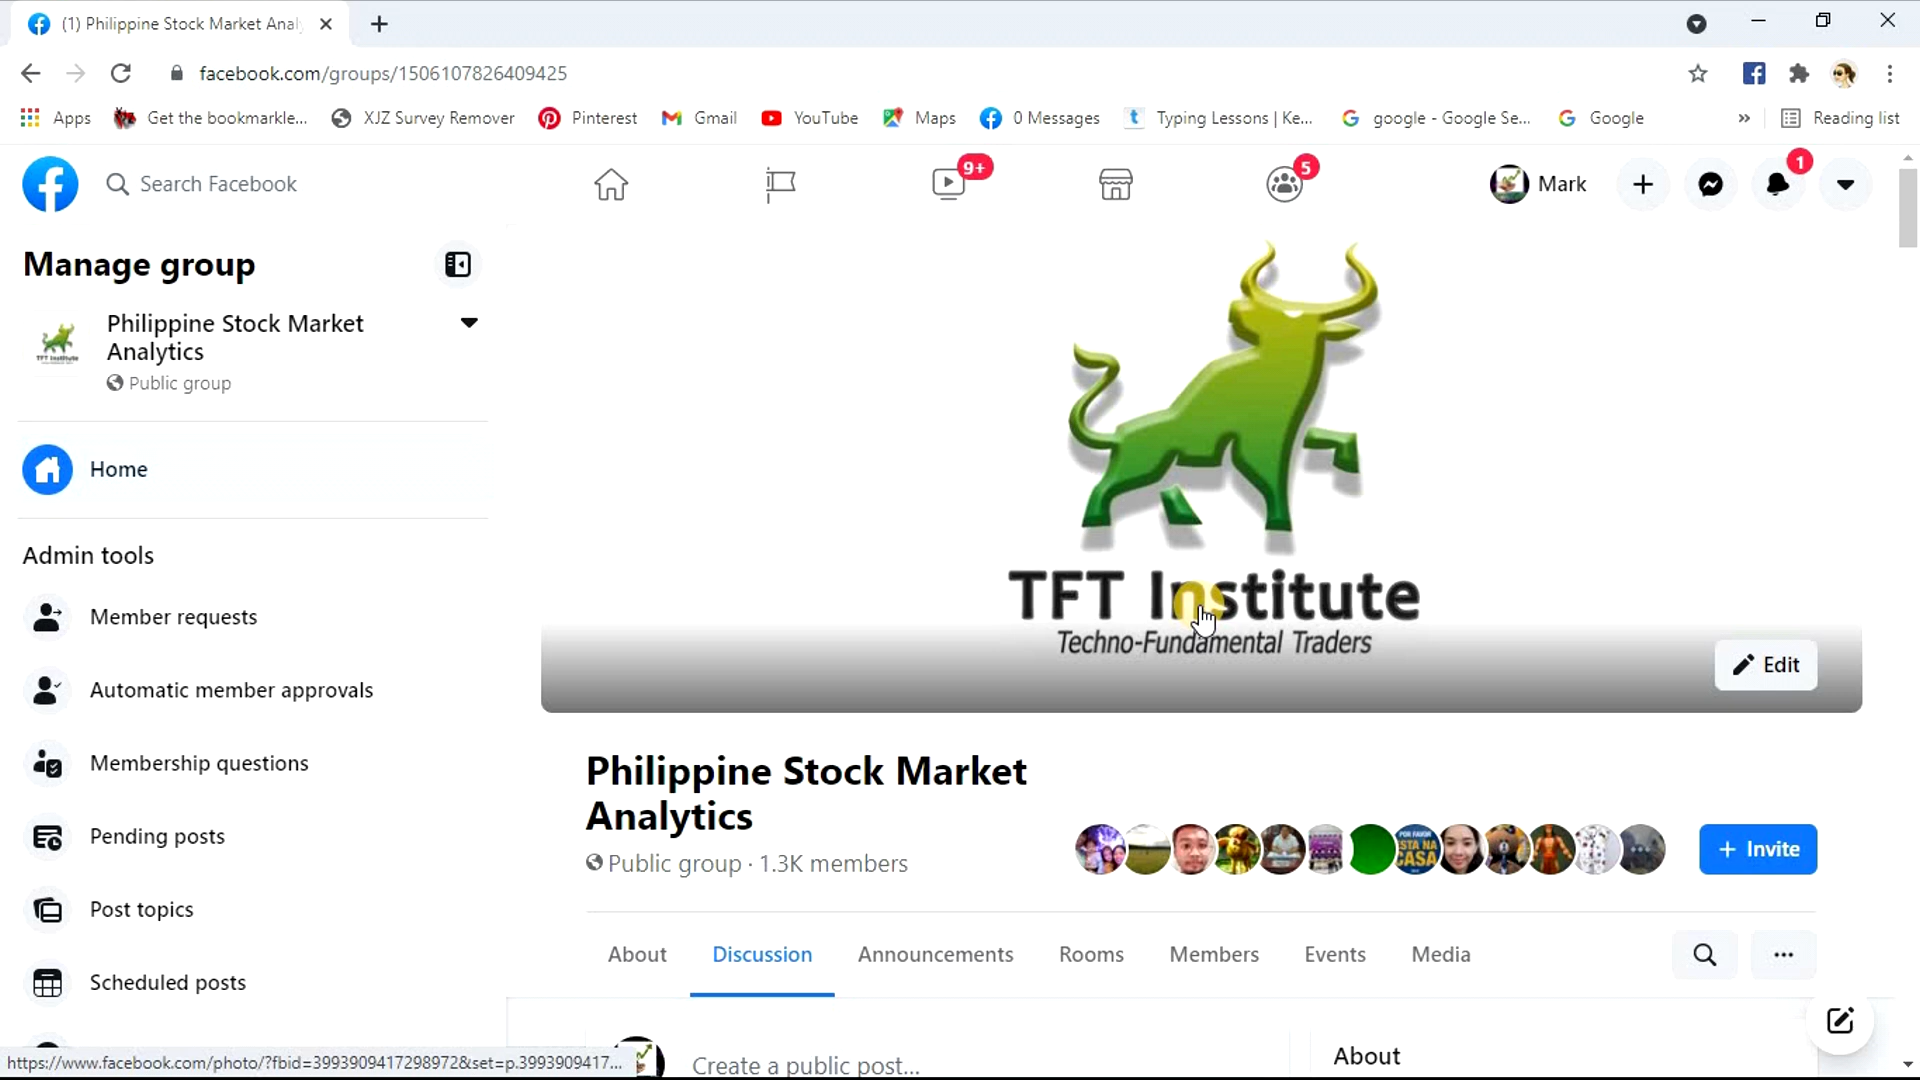 (1) Philippine Stock Market Anal
facebook.com/groups/1506107826409425
Apps
Get the bookmarkle...
XJZ Survey Remover
Pinterest
Gmail
YouTube
Maps
0 Messages
Typing Lessons | Ke...
google - Google Se...
Google
»
Reading list
Search Facebook
9+
5
Mark
1
Manage group
Philippine Stock Market
Analytics
Public group
Home
Admin tools
Member requests
Automatic member approvals
Membership questions
Pending posts
Post topics
Scheduled posts
TFT Institute
TFT Institute
Techno-Fundamental Traders
Edit
Philippine Stock Market
Analytics
Public group · 1.3K members
POR FAVOR
CASA
+ Invite
About
Discussion
Announcements
Rooms
Members
Events
Media
Create a public post...
About
https://www.facebook.com/photo/?fbid=3993909417298972&set=p.3993909417...